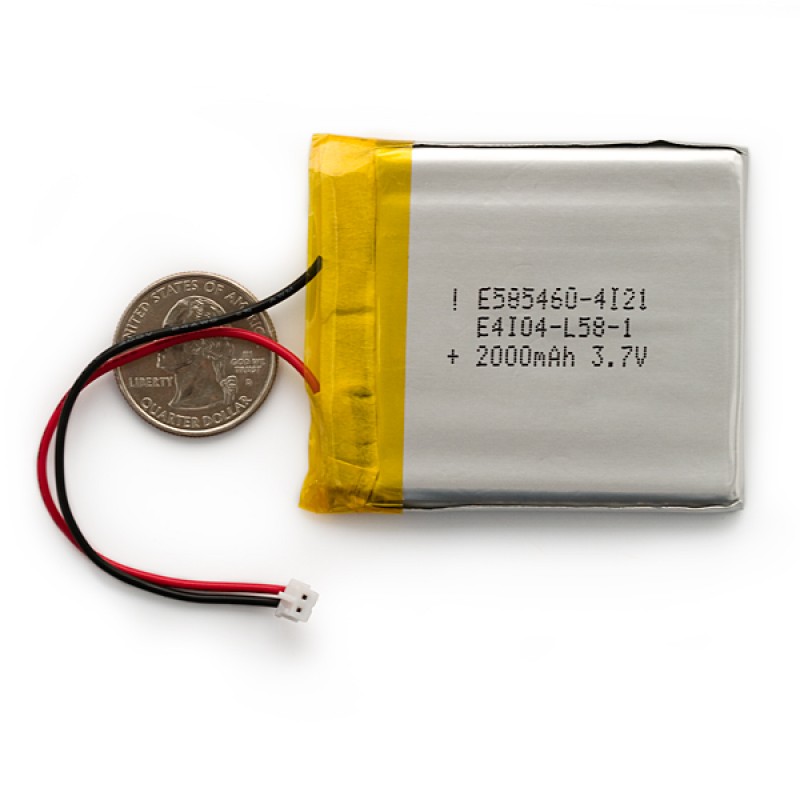 ! E585460-4I21
E4I04-L58-1
+ 2000mAh 3.7V
UNITED STATES OF AMERICA
LIBERTY
IN
GOD WE
TRUST
QUARTER DOLLAR